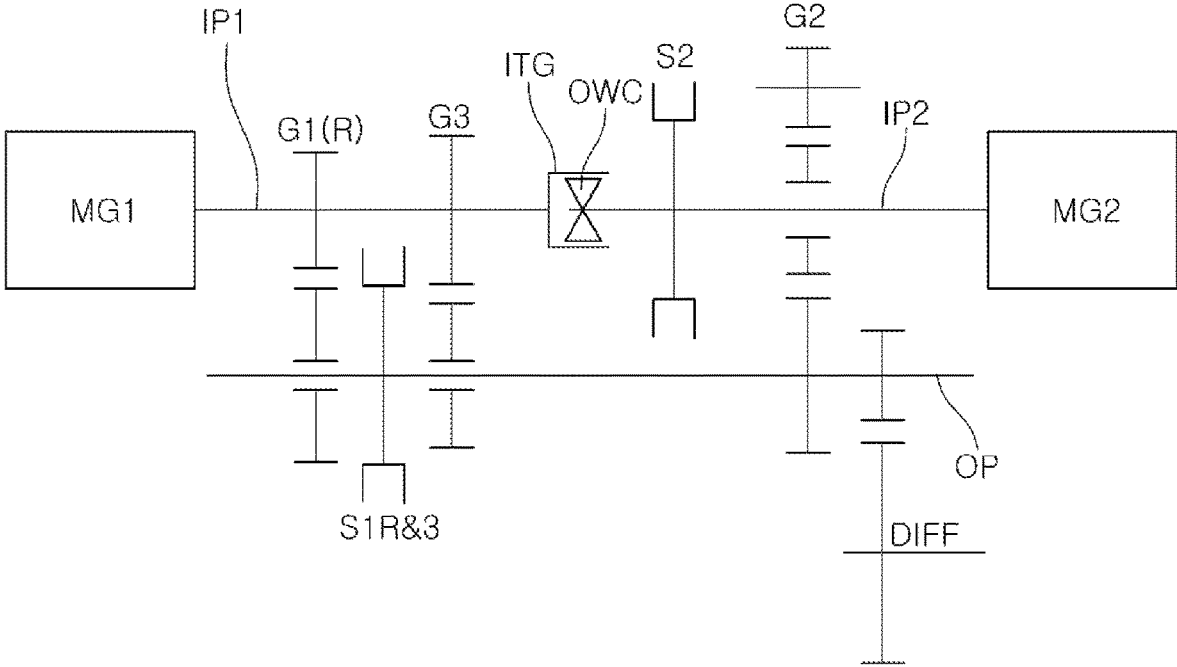 IP1
G2
ITG
S2
OWC
IP2
G1(R)
G3
MG1
MG2
OP
S1R&3
DIFF